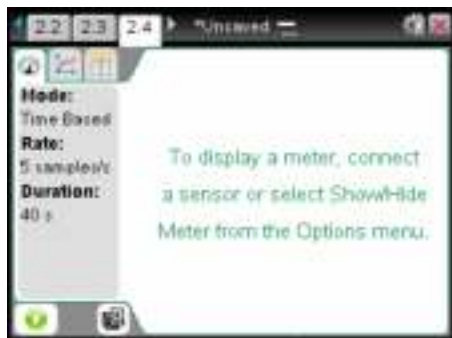 2.2 2.3 2.4 *Unsaved
Mode:
Time Based
Rate:
5 samples/s
Duration:
40 s
To display a meter, connect
a sensor or select Show/Hide
Meter from the Options menu.